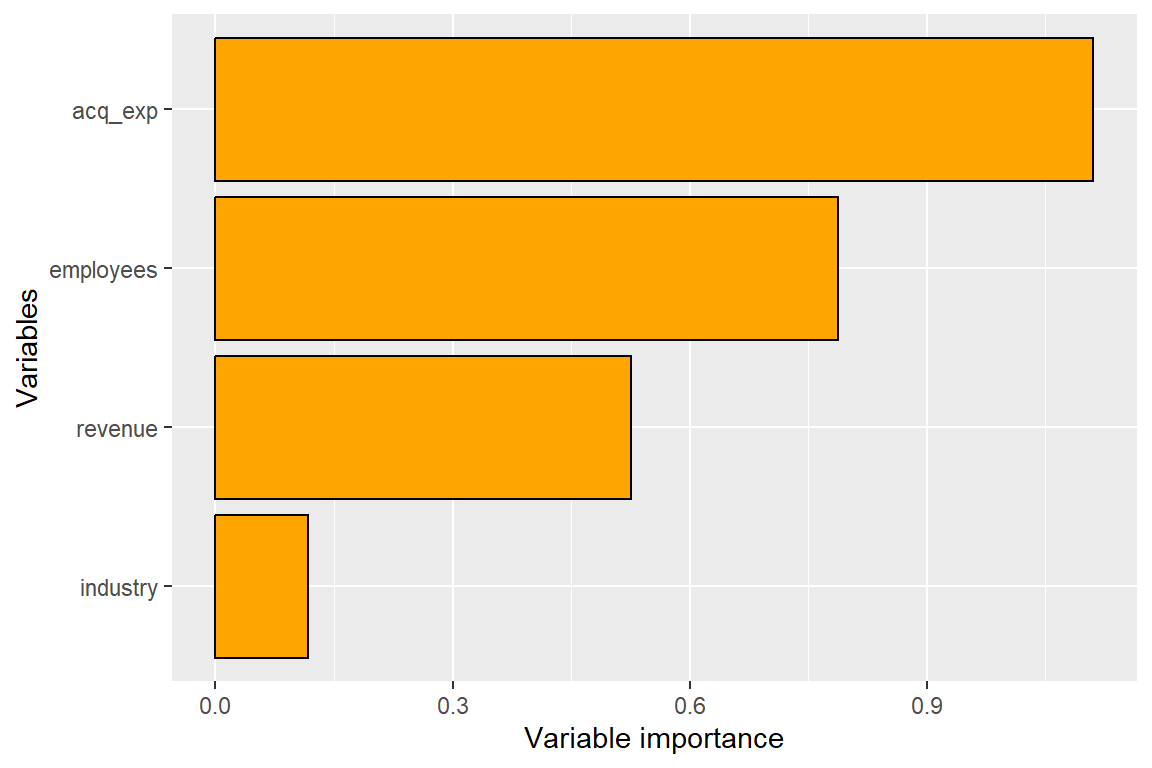 acq_exp
employees
revenue
industry
Variables
0.0 0.3 0.6 0.9
Variable importance